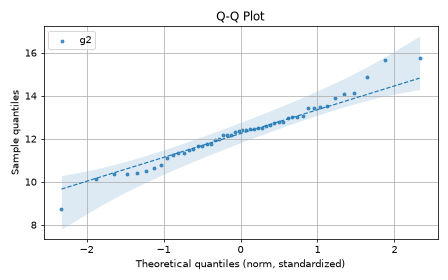 Q-Q Plot
g2
Sample quantiles
16
14
12
10
8
−2
−1
0
1
2
Theoretical quantiles (norm, standardized)